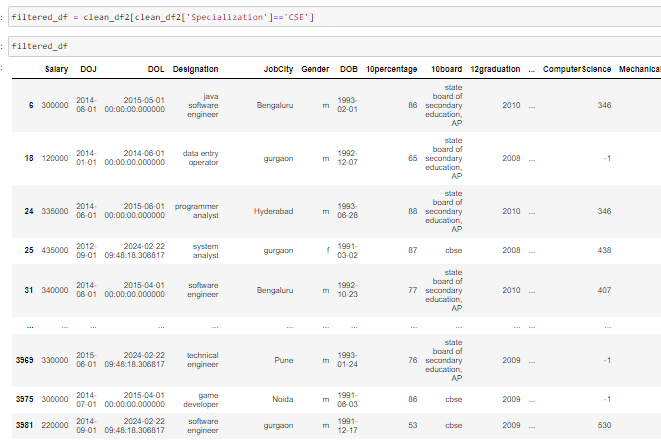 : filtered_df = clean_df2[clean_df2['Specialization']=='CSE']
: filtered_df
:
Salary DOJ DOL Designation JobCity Gender DOB 10percentage 10board 12graduation ... ComputerScience Mechanical
6 300000 2014-08-01 2015-05-01 00:00:00.000000 java software engineer Bengaluru m 1993-02-01 86 state board of secondary education, AP 2010 ... 346
18 120000 2014-01-01 2014-06-01 00:00:00.000000 data entry operator gurgaon m 1992-12-07 65 state board of secondary education, AP 2008 ... -1
24 335000 2014-06-01 2015-06-01 00:00:00.000000 programmer analyst Hyderabad m 1993-06-28 88 state board of secondary education, AP 2010 ... 346
25 435000 2012-09-01 2024-02-22 09:48:18.306817 system analyst gurgaon f 1991-03-02 87 cbse 2008 ... 438
31 340000 2014-08-01 2015-04-01 00:00:00.000000 software engineer Bengaluru m 1992-10-23 77 state board of secondary education, AP 2010 ... 407
... ... ... ... ... ... ... ... ... ... ... ... ...
3969 330000 2015-06-01 2024-02-22 09:48:18.306817 technical engineer Pune m 1993-01-24 76 state board of secondary education, AP 2009 ... -1
3975 300000 2014-07-01 2015-04-01 00:00:00.000000 game developer Noida m 1991-06-03 86 cbse 2009 ... -1
3981 220000 2014-09-01 2024-02-22 09:48:18.306817 software engineer gurgaon m 1991-12-17 53 cbse 2009 ... 530